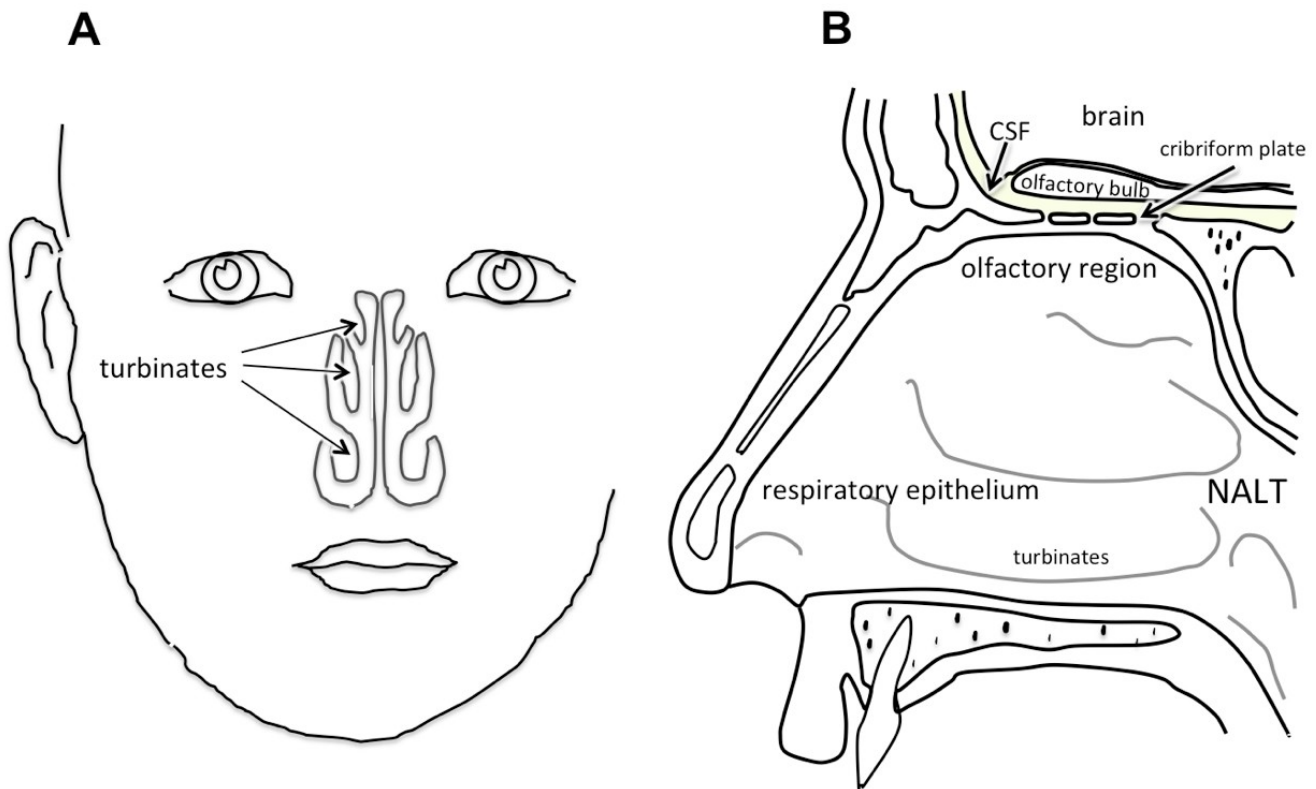 A
turbinates
B
brain
CSF
cribriform plate
olfactory bulb
olfactory region
respiratory epithelium
NALT
turbinates